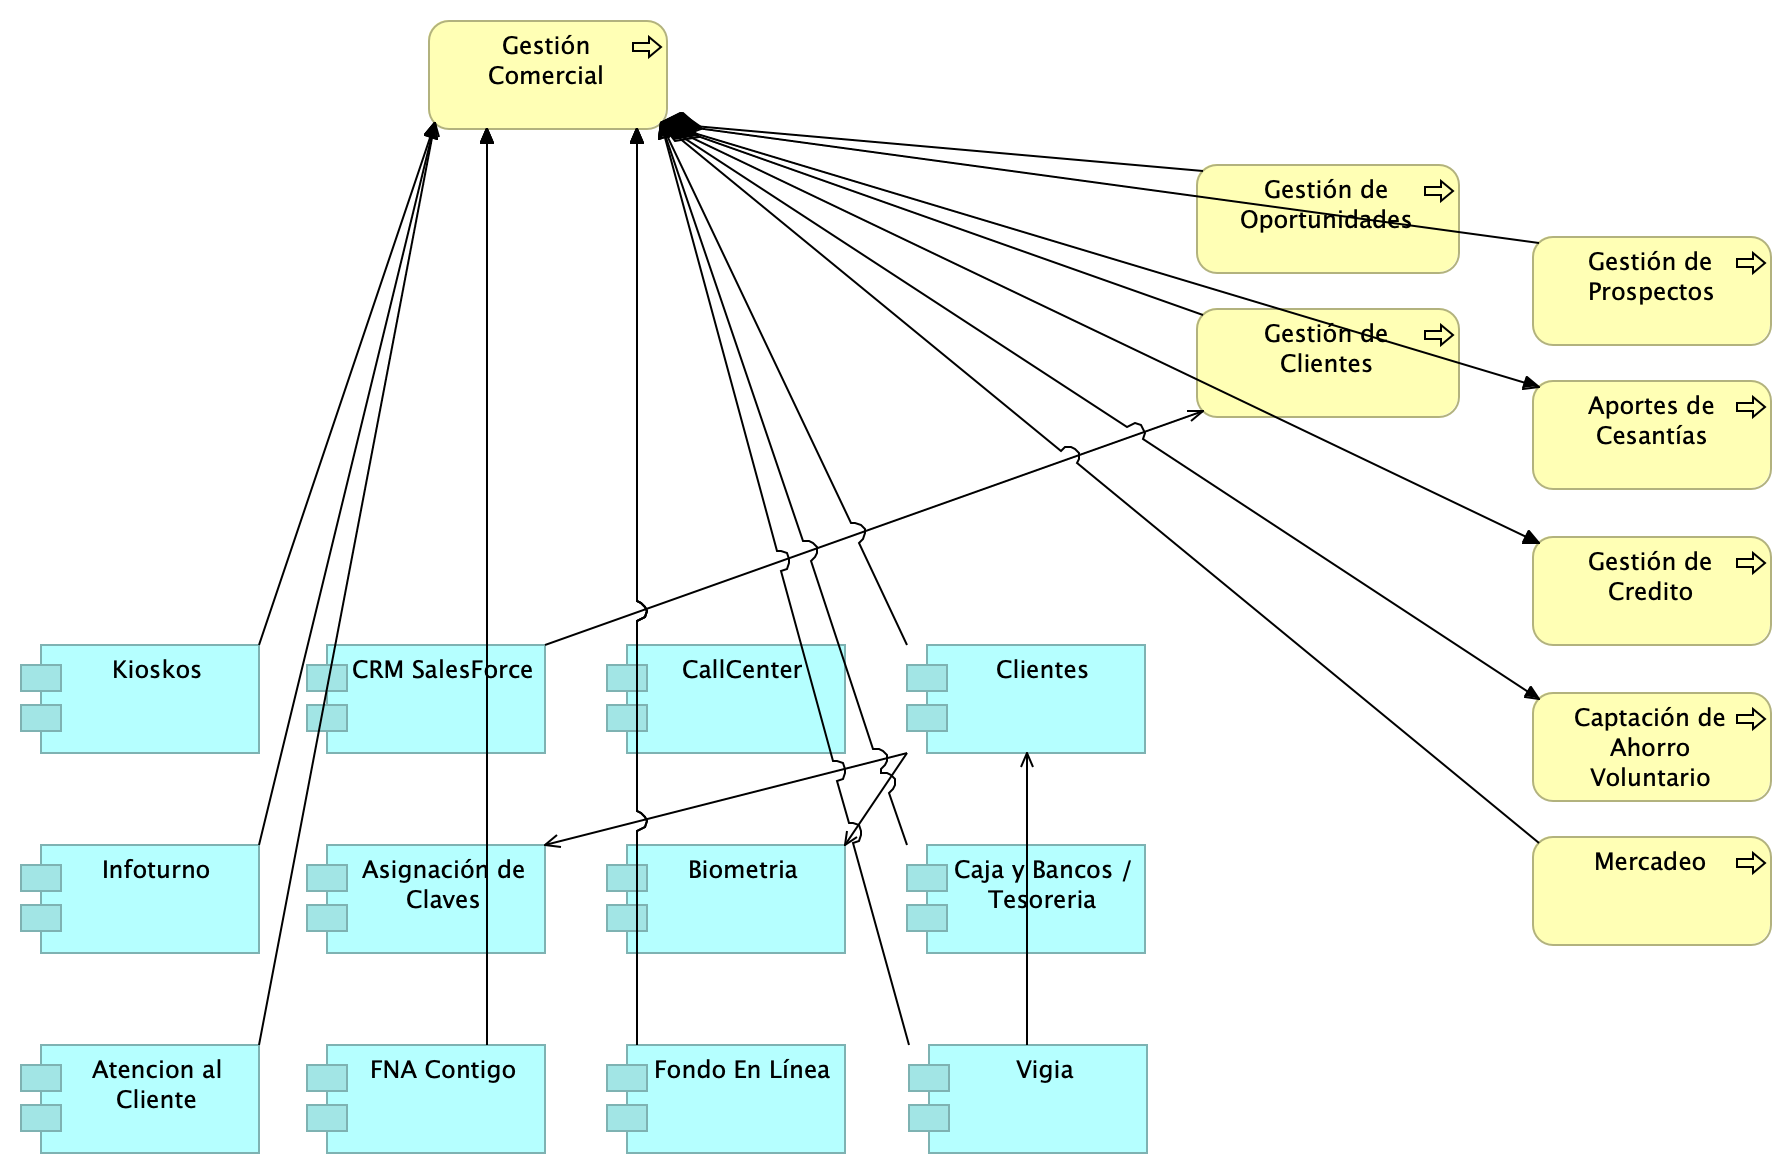 Gestión
Comercial
Gestión de
Oportunidades
Gestión de
Prospectos
Gestión de
Clientes
Aportes de
Cesantías
Gestión de
Credito
Captación de
Ahorro
Voluntario
Mercadeo
Kioskos
CRM SalesForce
CallCenter
Clientes
Infoturno
Asignación de
Claves
Biometria
Caja y Bancos /
Tesoreria
Atencion al
Cliente
FNA Contigo
Fondo En Línea
Vigia